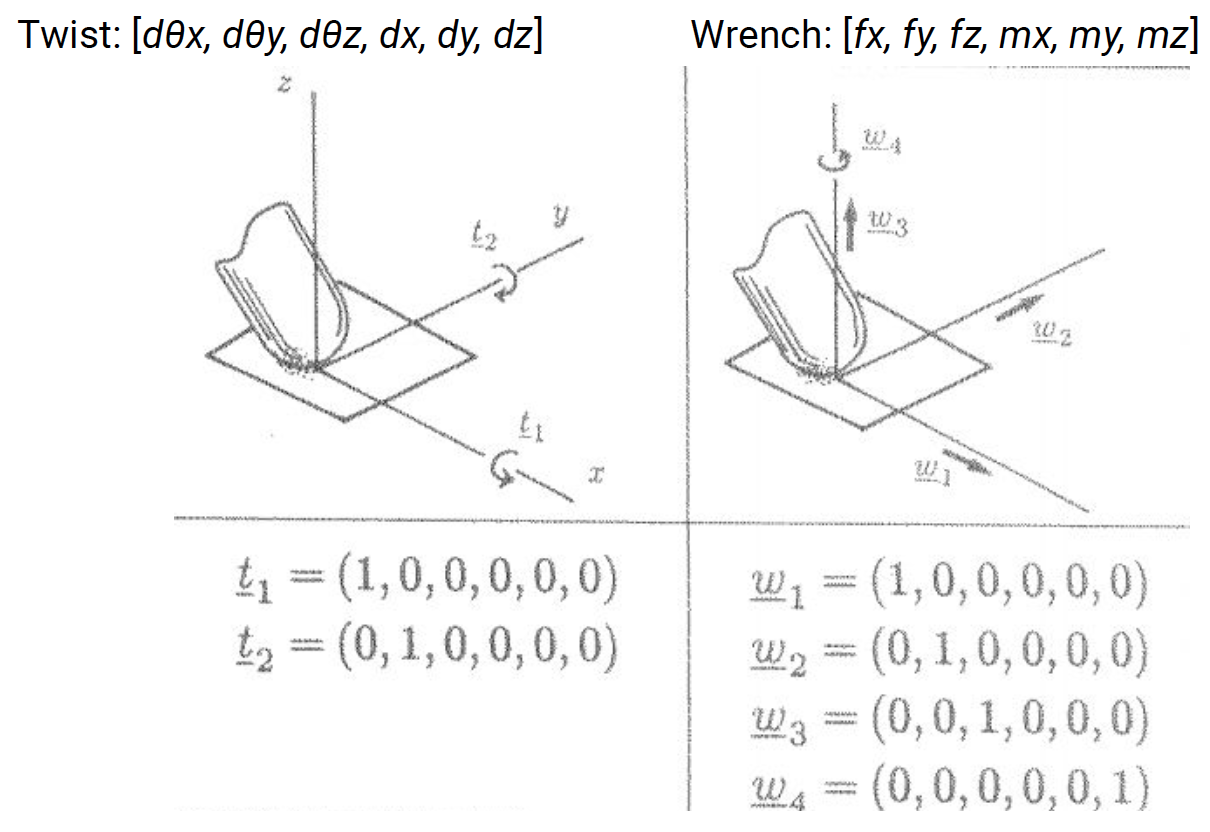 Twist: [dθx, dθy, dθz, dx, dy, dz]
Wrench: [fx, fy, fz, mx, my, mz]
z
y
t2
t1
x
w4
w3
w2
w1
t1 = (1, 0, 0, 0, 0, 0)
t2 = (0, 1, 0, 0, 0, 0)
w1 = (1, 0, 0, 0, 0, 0)
w2 = (0, 1, 0, 0, 0, 0)
w3 = (0, 0, 1, 0, 0, 0)
w4 = (0, 0, 0, 0, 0, 1)